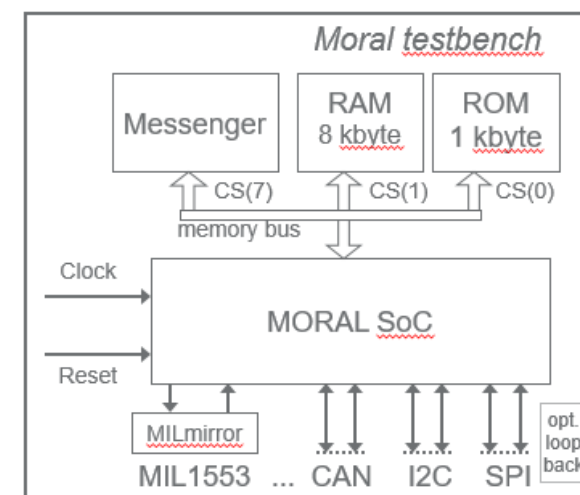 Moral testbench
Messenger
RAM
8 kbyte
ROM
1 kbyte
CS(7)
CS(1)
CS(0)
memory bus
Clock
MORAL SoC
Reset
MILmirror
opt.
loop
back
MIL1553 ... CAN I2C SPI